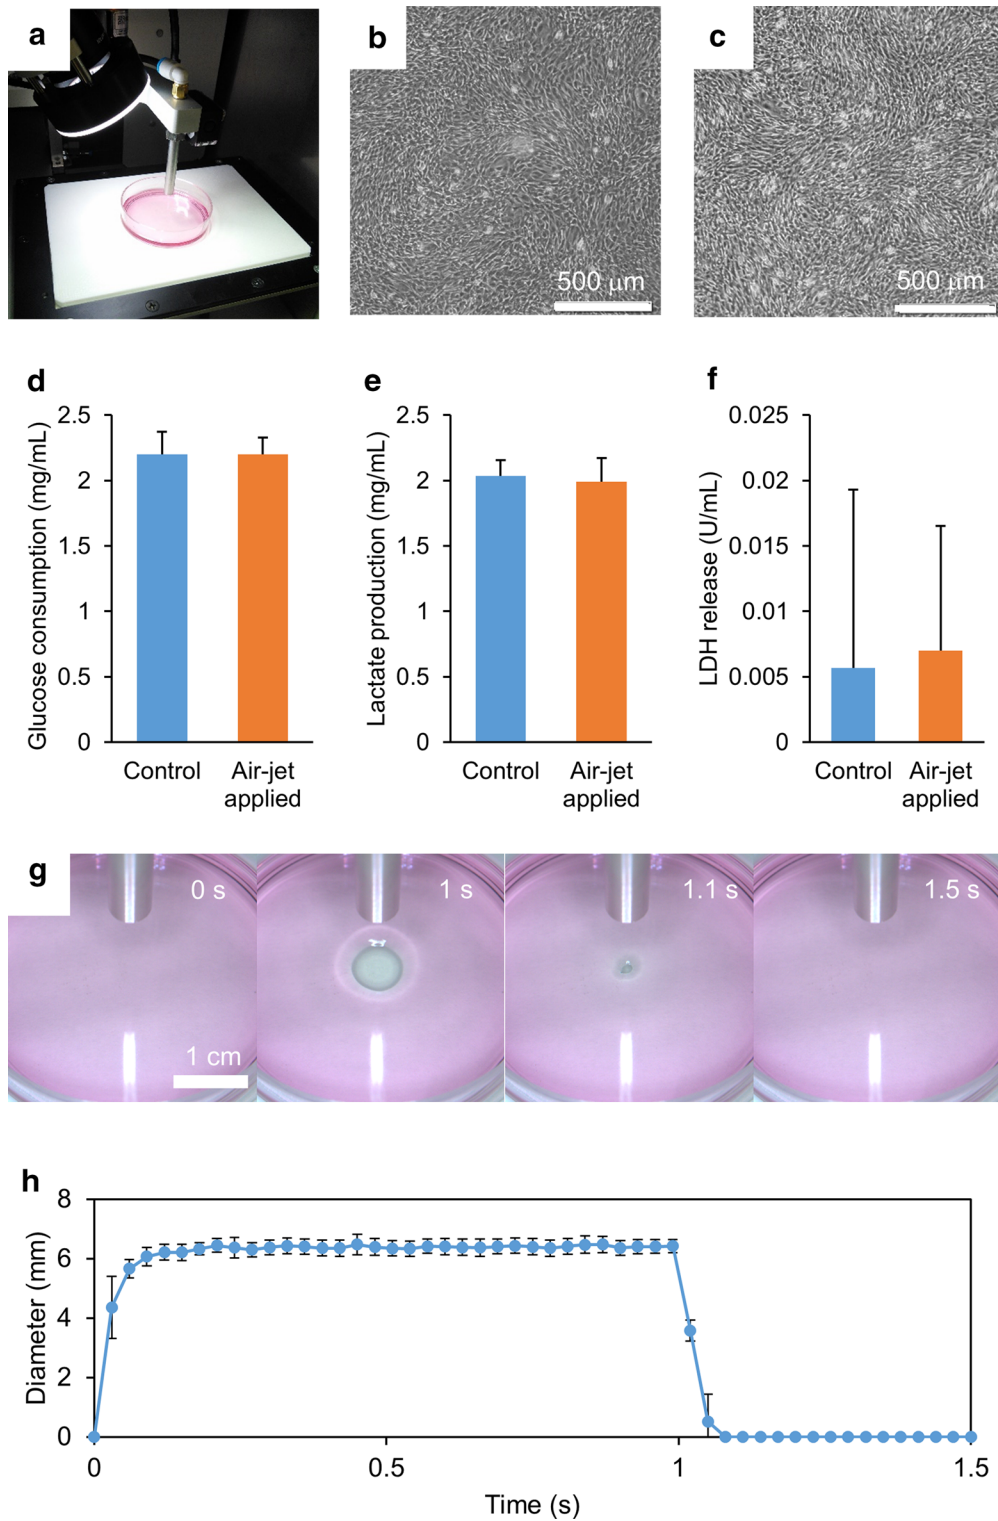 a
b
c
500 μm
500 μm
d
e
f
Glucose consumption (mg/mL)
2.5
2
1.5
1
0.5
0
Control
Air-jet
applied
Lactate production (mg/mL)
2.5
2
1.5
1
0.5
0
Control
Air-jet
applied
LDH release (U/mL)
0.025
0.02
0.015
0.01
0.005
0
Control
Air-jet
applied
g
0 s
1 s
1.1 s
1.5 s
1 cm
h
Diameter (mm)
8
6
4
2
0
0
0.5
1
1.5
Time (s)